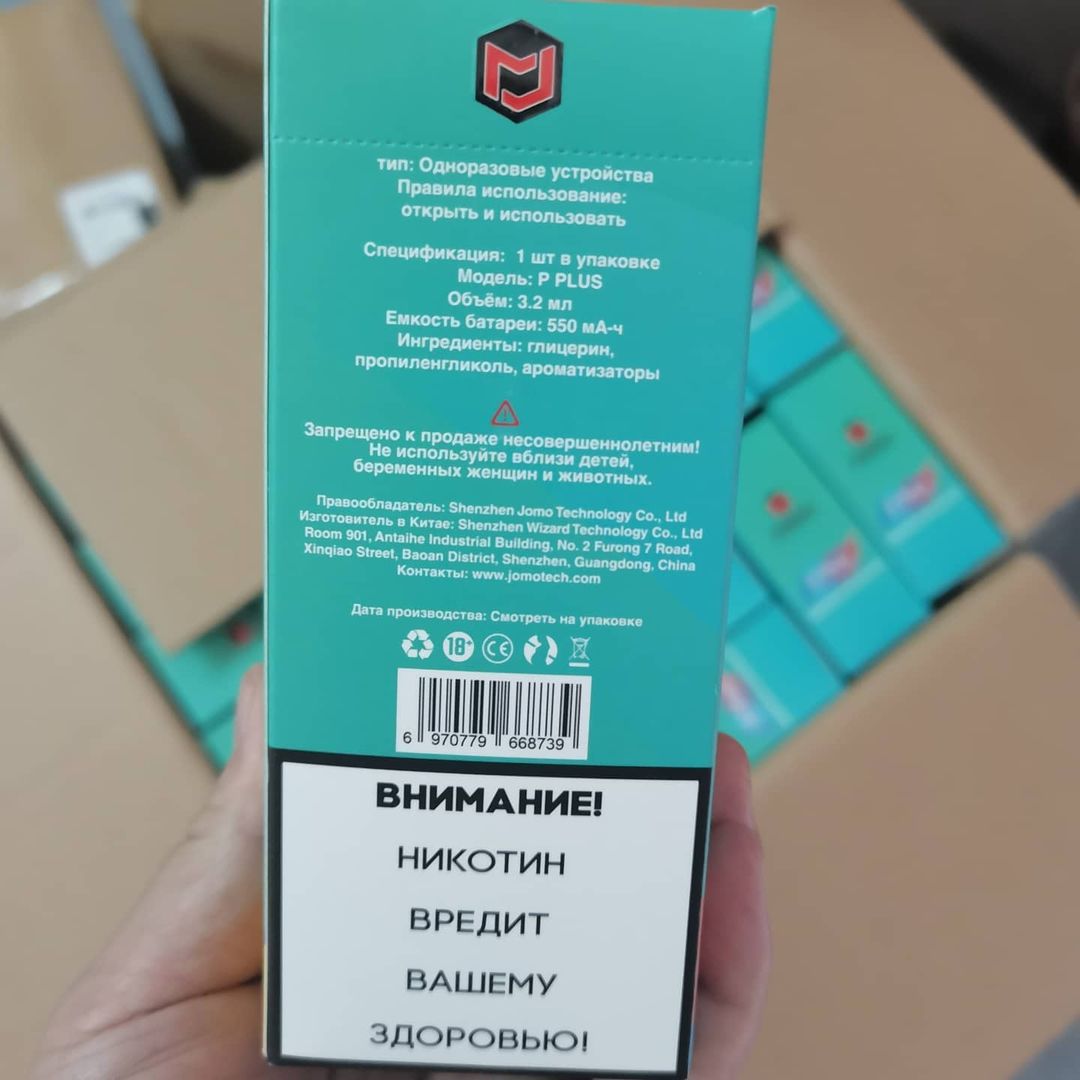 тип: Одноразовые устройства
Правила использование:
открыть и использовать
Спецификация: 1 шт в упаковке
Модель: P PLUS
Объём: 3.2 мл
Емкость батареи: 550 мА-ч
Ингредиенты: глицерин,
пропиленгликоль, ароматизаторы
Запрещено к продаже несовершеннолетним!
Не используйте вблизи детей,
беременных женщин и животных.
Правообладатель: Shenzhen Jomo Technology Co., Ltd
Изготовитель в Китае: Shenzhen Wizard Technology Co., Ltd
Room 901, Antaihe Industrial Building, No. 2 Furong 7 Road,
Xinqiao Street, Baoan District, Shenzhen, Guangdong, China
Контакты: www.jomotech.com
Дата производства: Смотреть на упаковке
18+ CE
6 970779 668739
ВНИМАНИЕ!
НИКОТИН
ВРЕДИТ
ВАШЕМУ
ЗДОРОВЬЮ!